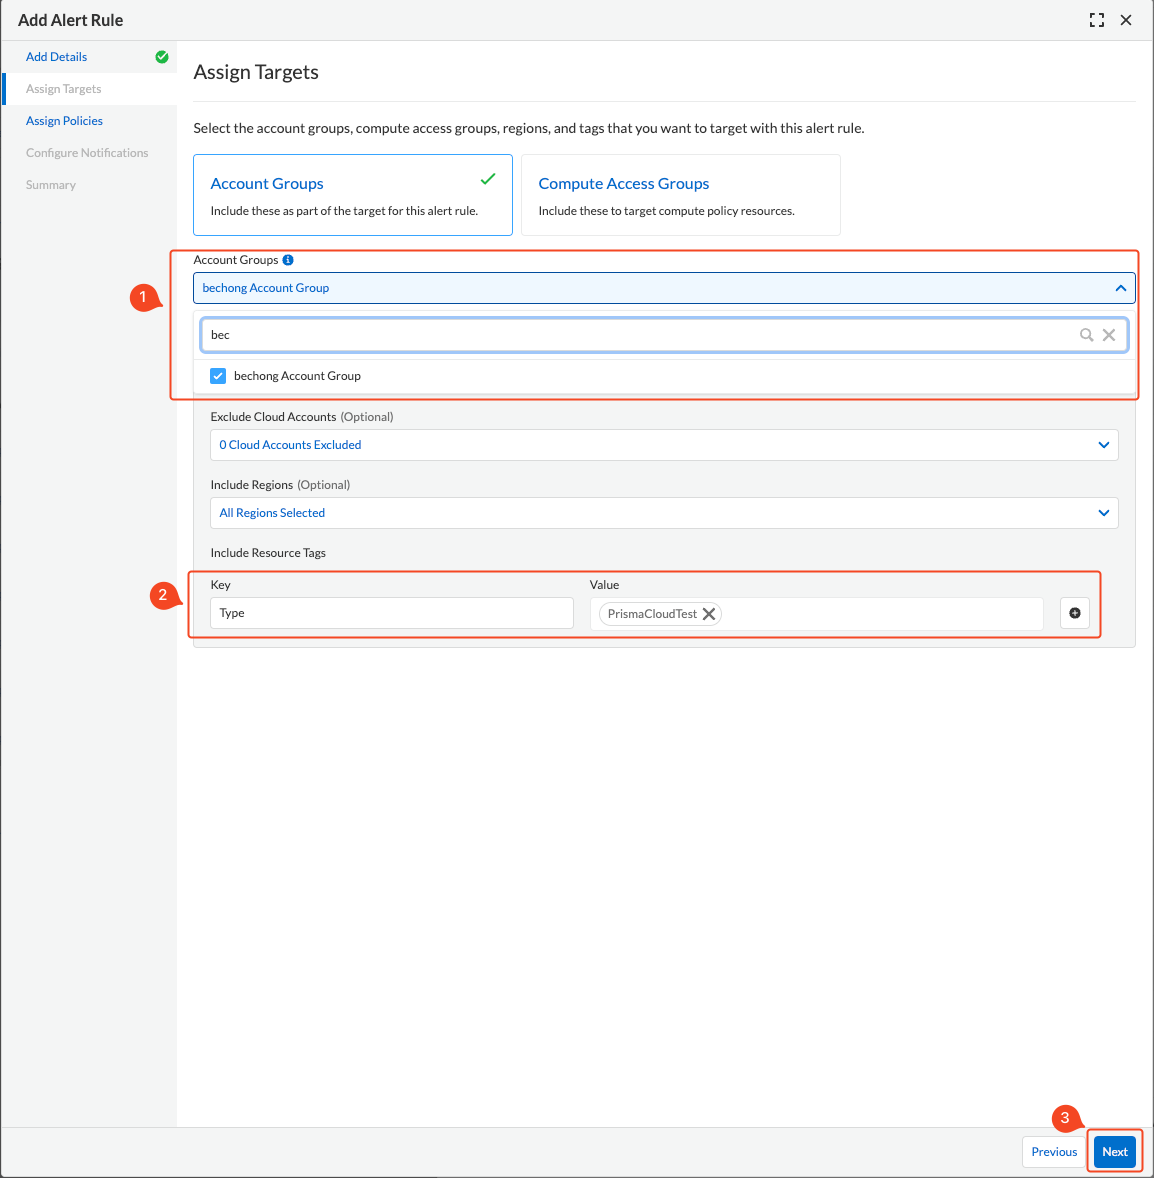 Add Alert Rule
Add Details
Assign Targets
Assign Policies
Configure Notifications
Summary
Assign Targets
Select the account groups, compute access groups, regions, and tags that you want to target with this alert rule.
Account Groups
Include these as part of the target for this alert rule.
Compute Access Groups
Include these to target compute policy resources.
Account Groups
1
bechong Account Group
bec
bechong Account Group
Exclude Cloud Accounts (Optional)
0 Cloud Accounts Excluded
Include Regions (Optional)
All Regions Selected
Include Resource Tags
2
Key Value
Type PrismaCloudTest
3
Previous Next